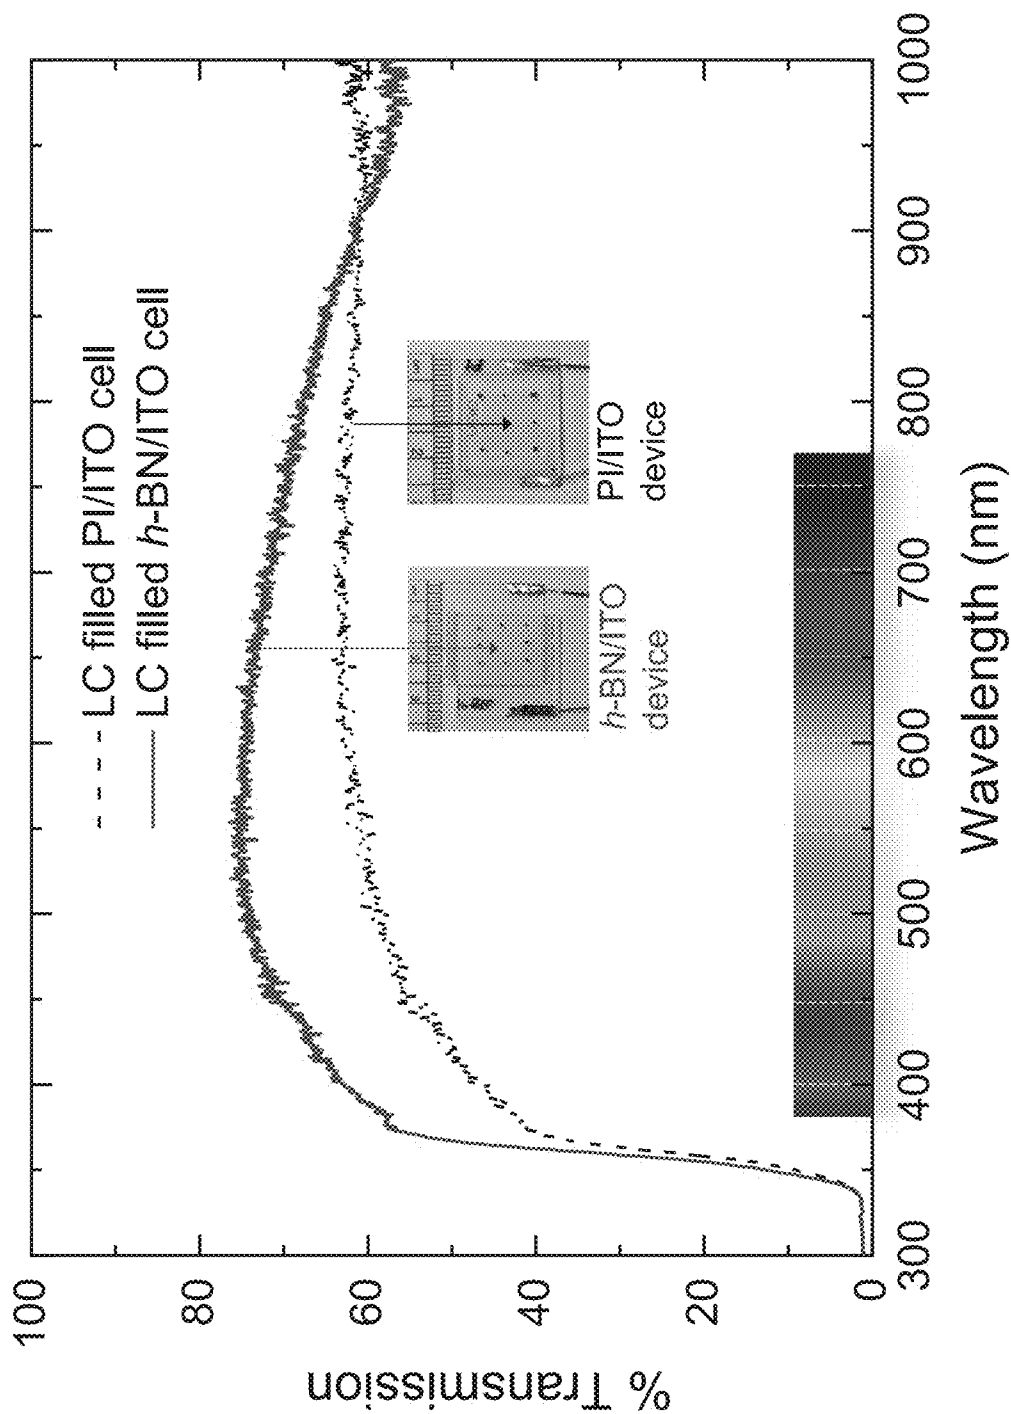 100
80
60
40
20
0
% Transmission
LC filled PI/ITO cell
LC filled h-BN/ITO cell
h-BN/ITO
device
PI/ITO
device
300 400 500 600 700 800 900 1000
Wavelength (nm)